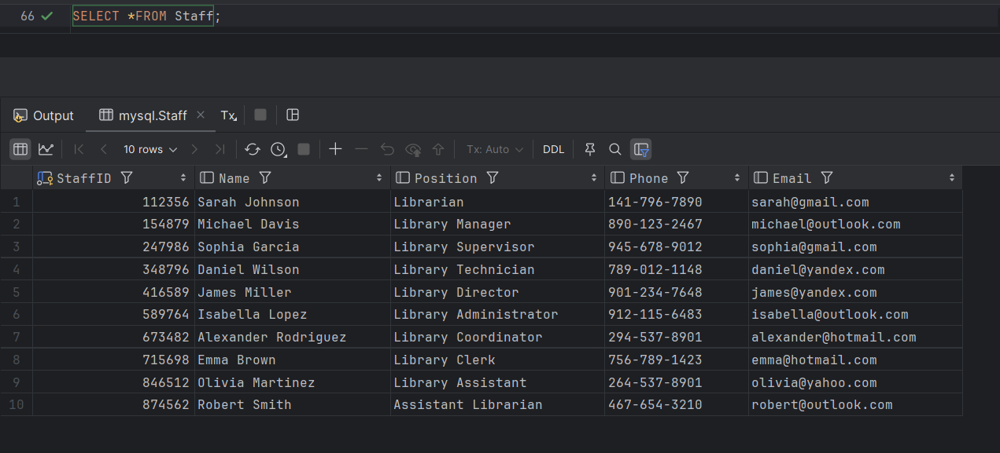 66 SELECT *FROM Staff;
Output mysql.Staff Tx
10 rows Tx: Auto DDL
StaffID Name Position Phone Email
1 112356 Sarah Johnson Librarian 141-796-7890 sarah@gmail.com
2 154879 Michael Davis Library Manager 890-123-2467 michael@outlook.com
3 247986 Sophia Garcia Library Supervisor 945-678-9012 sophia@gmail.com
4 348796 Daniel Wilson Library Technician 789-012-1148 daniel@yandex.com
5 416589 James Miller Library Director 901-234-7648 james@yandex.com
6 589764 Isabella Lopez Library Administrator 912-115-6483 isabella@outlook.com
7 673482 Alexander Rodriguez Library Coordinator 294-537-8901 alexander@hotmail.com
8 715698 Emma Brown Library Clerk 756-789-1423 emma@hotmail.com
9 846512 Olivia Martinez Library Assistant 264-537-8901 olivia@yahoo.com
10 874562 Robert Smith Assistant Librarian 467-654-3210 robert@outlook.com